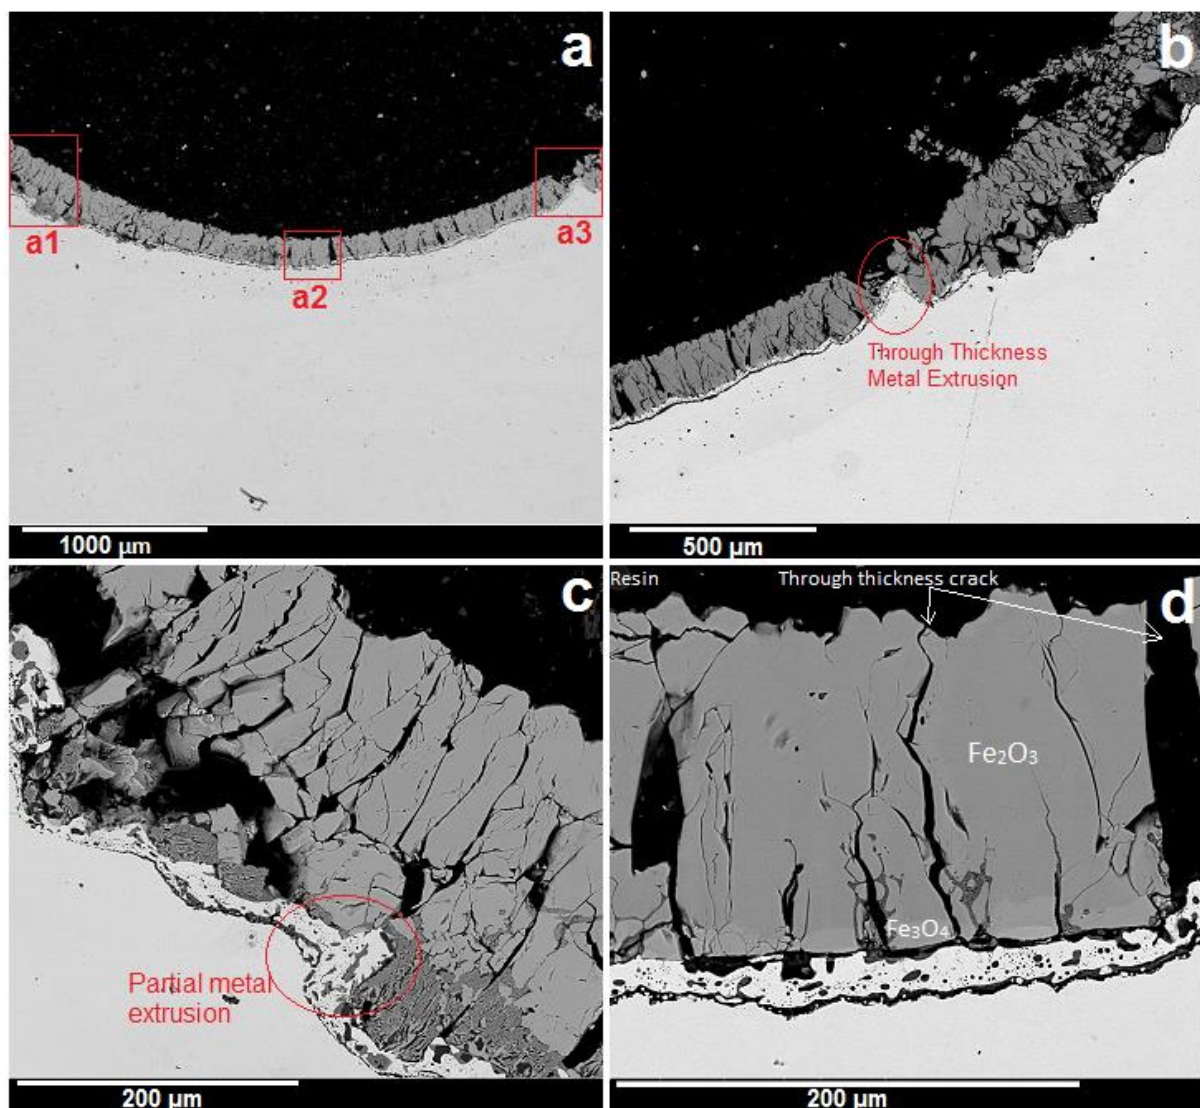 a
a1
a2
a3
1000 µm
b
Through Thickness
Metal Extrusion
500 µm
c
Partial metal
extrusion
200 µm
Resin
Through thickness crack
d
Fe₂O₃
Fe₃O₄
200 µm